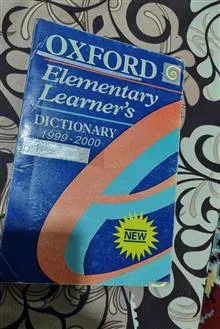 OXFORD
Elementary
Learner's
DICTIONARY
1999-2000
NEW